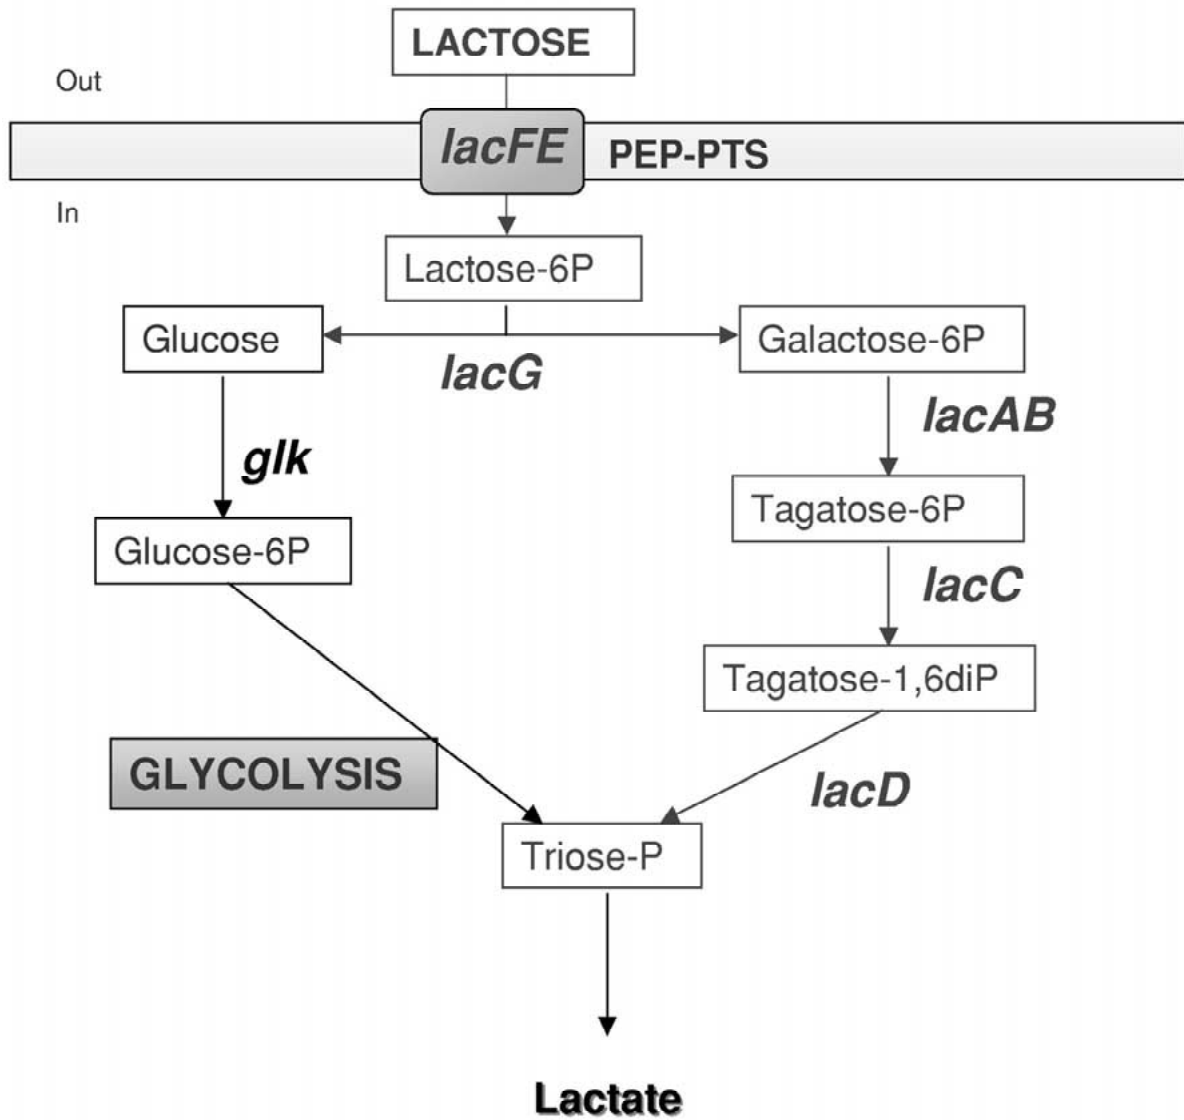 LACTOSE
Out
lacFE
PEP-PTS
In
Lactose-6P
Glucose
Galactose-6P
lacG
lacAB
glk
Tagatose-6P
Glucose-6P
lacC
Tagatose-1,6diP
GLYCOLYSIS
lacD
Triose-P
Lactate